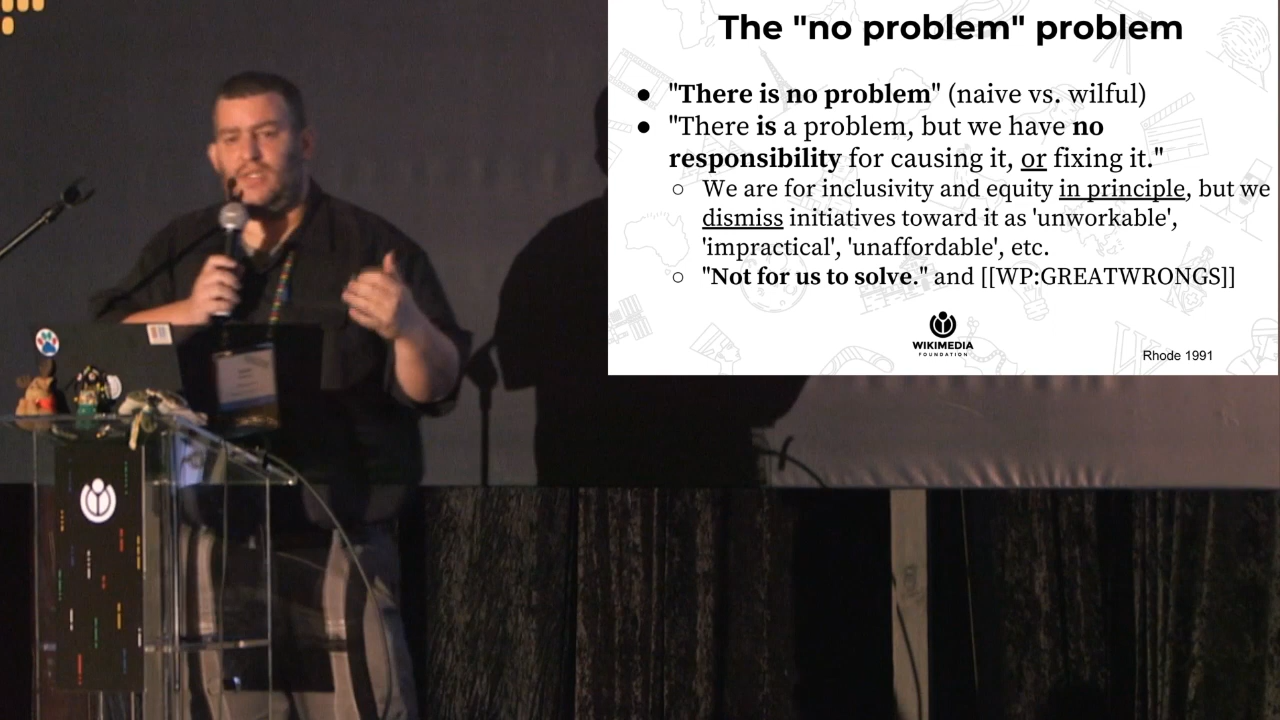 The "no problem" problem
● "There is no problem" (naive vs. wilful)
● "There is a problem, but we have no
responsibility for causing it, or fixing it."
○ We are for inclusivity and equity in principle, but we
dismiss initiatives toward it as 'unworkable',
'impractical', 'unaffordable', etc.
○ "Not for us to solve." and [[WP:GREATWRONGS]]
WIKIMEDIA
FOUNDATION
Rhode 1991